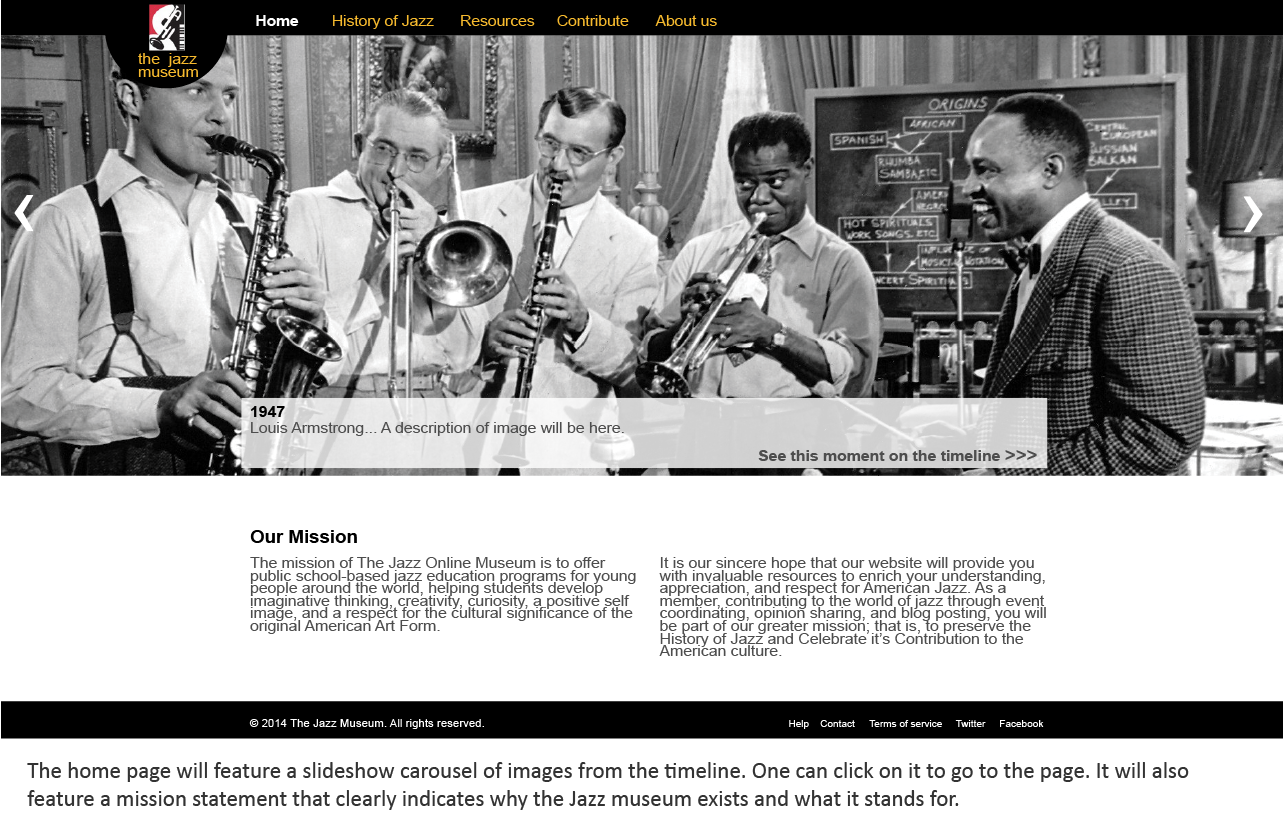 Home History of Jazz Resources Contribute About us
the jazz
museum
ORIGINS
AFRICAN
SPANISH
CENTRAL
EUROPEAN
RUSSIAN
BALKAN
RHUMBA
SAMBA, ETC
HOT SPIRITUALS
WORK SONGS, ETC.
INFLUENCE OF
MUSICAL NOTATION
1947
Louis Armstrong... A description of image will be here.
See this moment on the timeline >>>
Our Mission
The mission of The Jazz Online Museum is to offer
public school-based jazz education programs for young
people around the world, helping students develop
imaginative thinking, creativity, curiosity, a positive self
image, and a respect for the cultural significance of the
original American Art Form.
It is our sincere hope that our website will provide you
with invaluable resources to enrich your understanding,
appreciation, and respect for American Jazz. As a
member, contributing to the world of jazz through event
coordinating, opinion sharing, and blog posting, you will
be part of our greater mission; that is, to preserve the
History of Jazz and Celebrate it’s Contribution to the
American culture.
© 2014 The Jazz Museum. All rights reserved. Help Contact Terms of service Twitter Facebook
The home page will feature a slideshow carousel of images from the timeline. One can click on it to go to the page. It will also
feature a mission statement that clearly indicates why the Jazz museum exists and what it stands for.